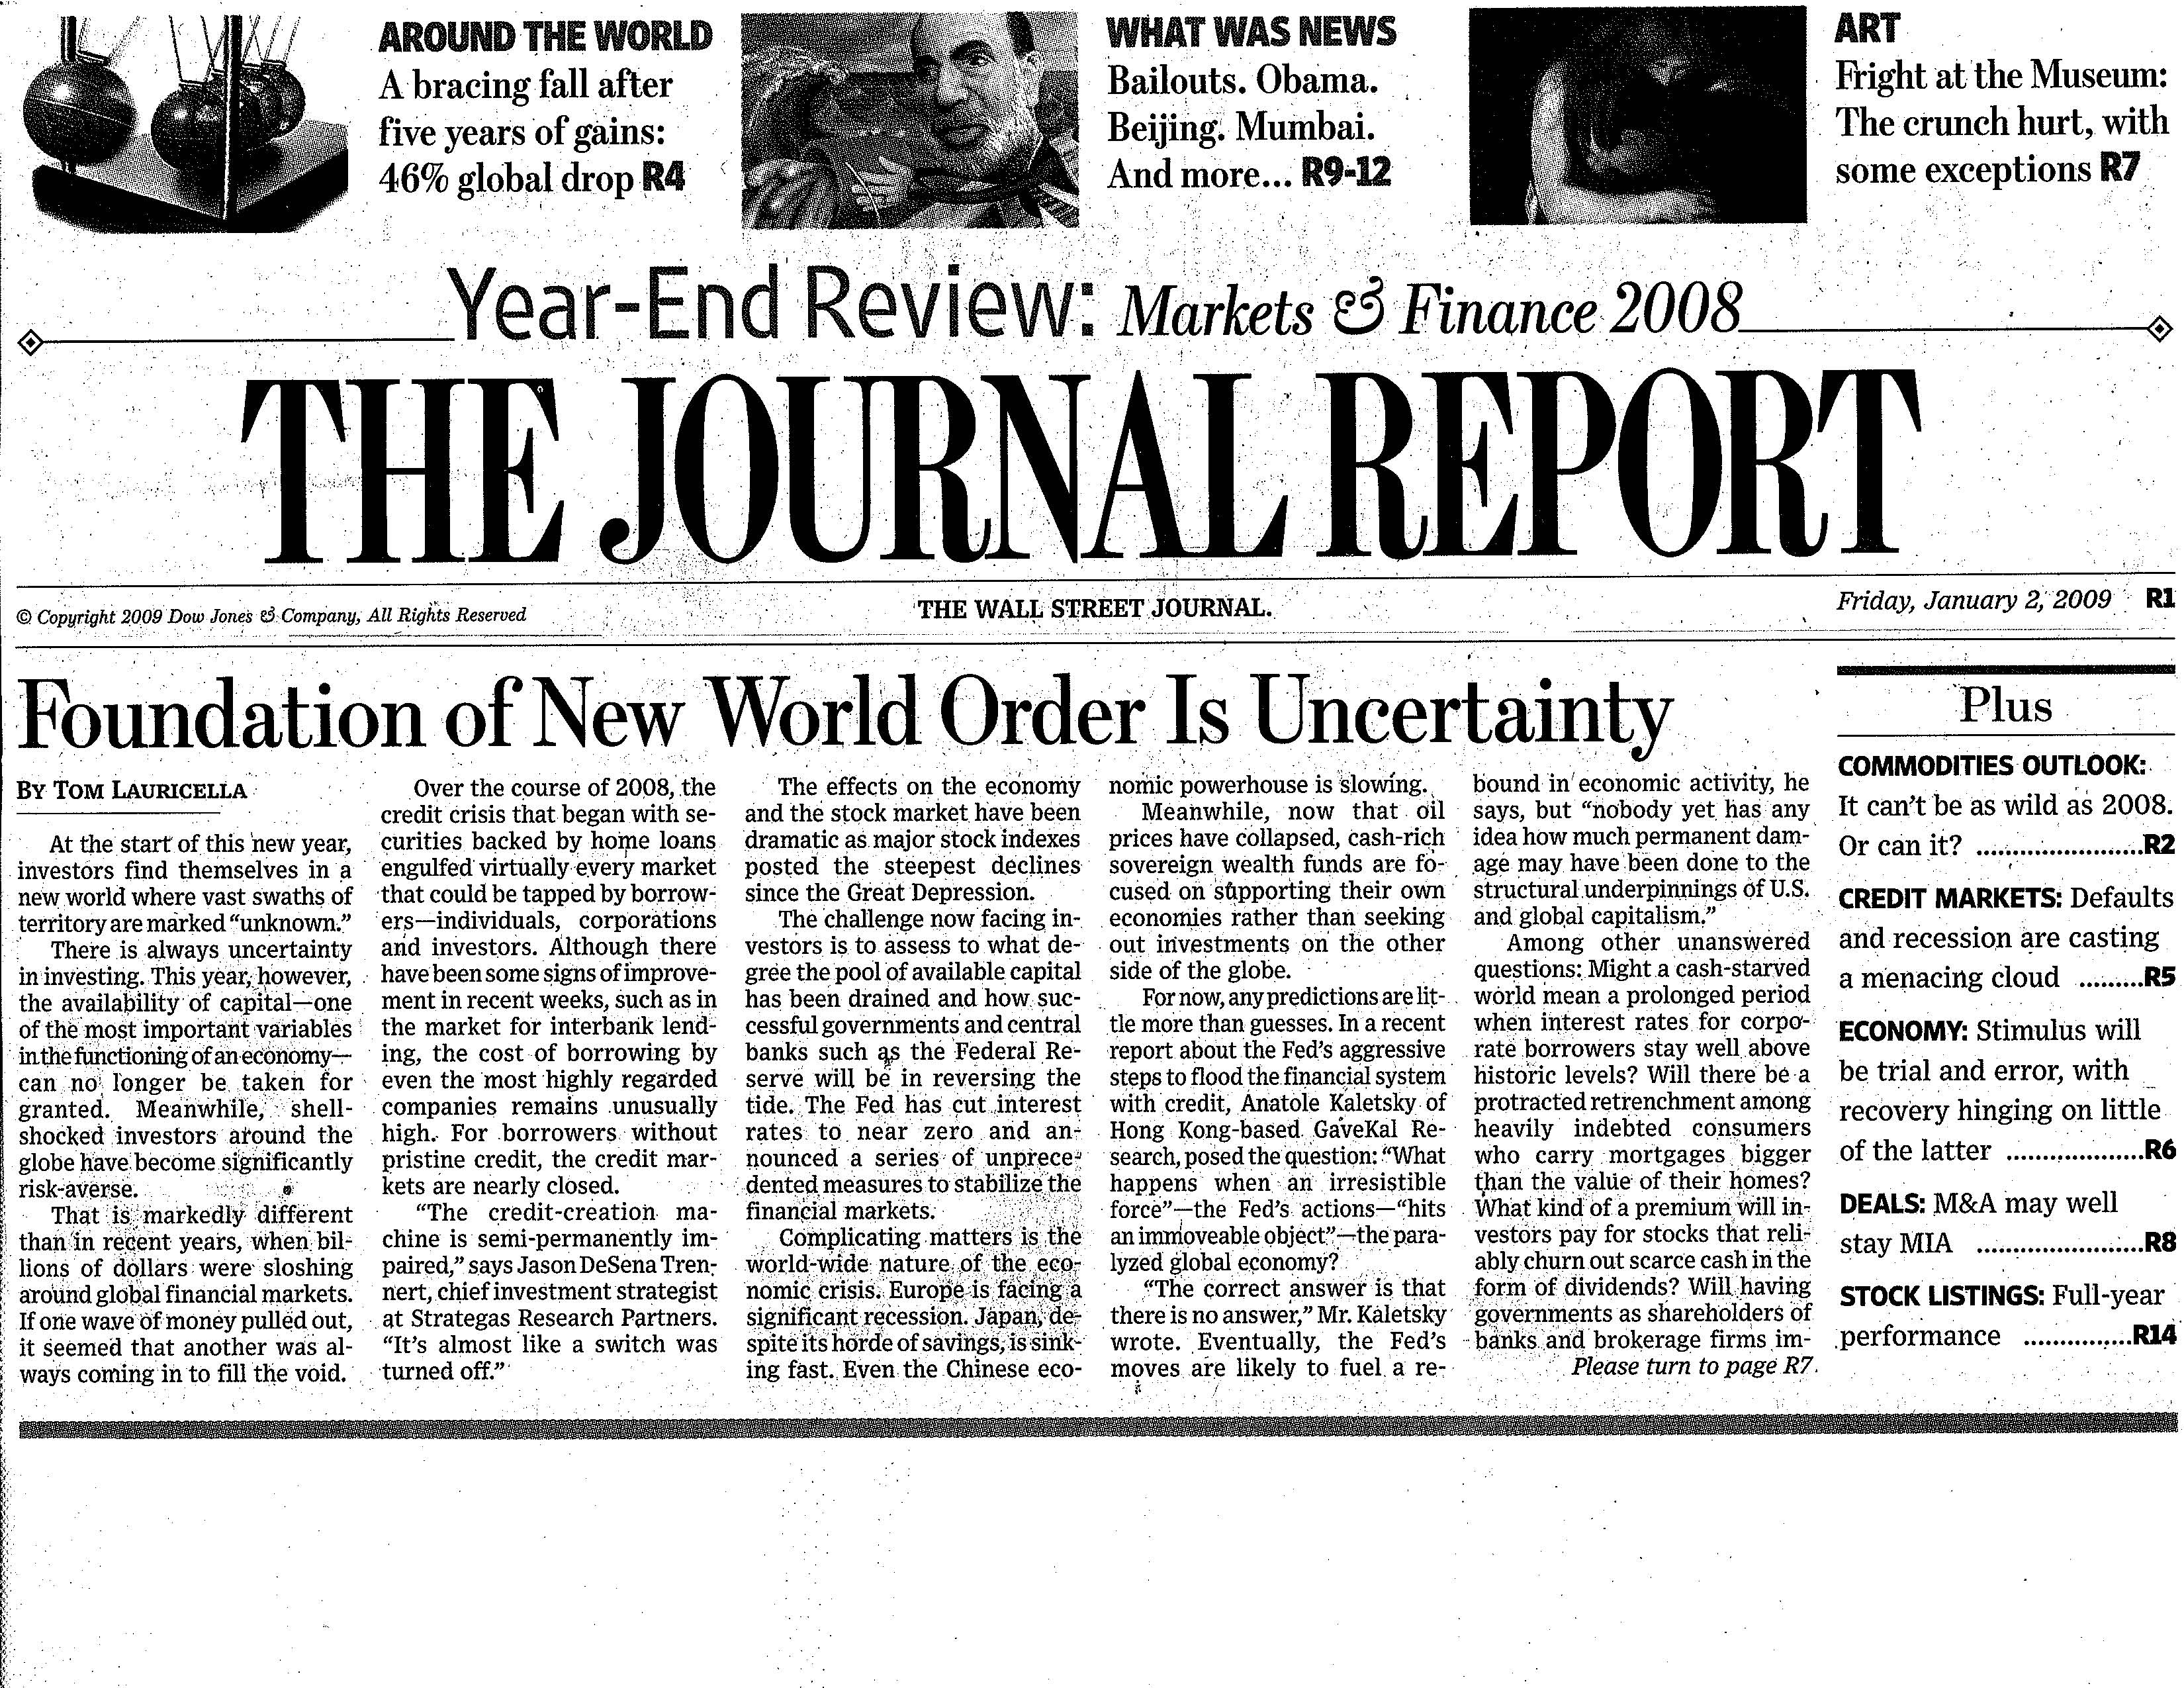 AROUND THE WORLD
A bracing fall after
five years of gains:
46% global drop R4
WHAT WAS NEWS
Bailouts. Obama.
Beijing. Mumbai.
And more... R9-12
ART
Fright at the Museum:
The crunch hurt, with
some exceptions R7
Year-End Review: Markets & Finance 2008
THE JOURNAL REPORT
© Copyright 2009 Dow Jones & Company, All Rights Reserved
THE WALL STREET JOURNAL.
Friday, January 2, 2009 R1
Foundation of New World Order Is Uncertainty
BY TOM LAURICELLA
At the start of this new year,
investors find themselves in a
new world where vast swaths of
territory are marked “unknown.”
There is always uncertainty
in investing. This year, however,
the availability of capital—one
of the most important variables
in the functioning of an economy—
can no longer be taken for
granted. Meanwhile, shell-
shocked investors around the
globe have become significantly
risk-averse.
That is markedly different
than in recent years, when bil-
lions of dollars were sloshing
around global financial markets.
If one wave of money pulled out,
it seemed that another was al-
ways coming in to fill the void.
Over the course of 2008, the
credit crisis that began with se-
curities backed by home loans
engulfed virtually every market
that could be tapped by borrow-
ers—individuals, corporations
and investors. Although there
have been some signs of improve-
ment in recent weeks, such as in
the market for interbank lend-
ing, the cost of borrowing by
even the most highly regarded
companies remains unusually
high. For borrowers without
pristine credit, the credit mar-
kets are nearly closed.
“The credit-creation ma-
chine is semi-permanently im-
paired,” says Jason DeSena Tren-
nert, chief investment strategist
at Strategas Research Partners.
“It’s almost like a switch was
turned off.”
The effects on the economy
and the stock market have been
dramatic as major stock indexes
posted the steepest declines
since the Great Depression.
The challenge now facing in-
vestors is to assess to what de-
gree the pool of available capital
has been drained and how suc-
cessful governments and central
banks such as the Federal Re-
serve will be in reversing the
tide. The Fed has cut interest
rates to near zero and an-
nounced a series of unprece-
dented measures to stabilize the
financial markets.
Complicating matters is the
world-wide nature of the eco-
nomic crisis. Europe is facing a
significant recession. Japan, de-
spite its horde of savings, is sink-
ing fast. Even the Chinese eco-
nomic powerhouse is slowing.
Meanwhile, now that oil
prices have collapsed, cash-rich
sovereign wealth funds are fo-
cused on supporting their own
economies rather than seeking
out investments on the other
side of the globe.
For now, any predictions are lit-
tle more than guesses. In a recent
report about the Fed’s aggressive
steps to flood the financial system
with credit, Anatole Kaletsky of
Hong Kong-based GaveKal Re-
search, posed the question: “What
happens when an irresistible
force”—the Fed’s actions—“hits
an immoveable object”—the para-
lyzed global economy?
“The correct answer is that
there is no answer,” Mr. Kaletsky
wrote. Eventually, the Fed’s
moves are likely to fuel a re-
bound in economic activity, he
says, but “nobody yet has any
idea how much permanent dam-
age may have been done to the
structural underpinnings of U.S.
and global capitalism.”
Among other unanswered
questions: Might a cash-starved
world mean a prolonged period
when interest rates for corpo-
rate borrowers stay well above
historic levels? Will there be a
protracted retrenchment among
heavily indebted consumers
who carry mortgages bigger
than the value of their homes?
What kind of a premium will in-
vestors pay for stocks that reli-
ably churn out scarce cash in the
form of dividends? Will having
governments as shareholders of
banks and brokerage firms im-
Please turn to page R7.
Plus
COMMODITIES OUTLOOK:
It can’t be as wild as 2008.
Or can it? .......................R2
CREDIT MARKETS: Defaults
and recession are casting
a menacing cloud .........R5
ECONOMY: Stimulus will
be trial and error, with
recovery hinging on little
of the latter ...................R6
DEALS: M&A may well
stay MIA .......................R8
STOCK LISTINGS: Full-year
performance ...............R14